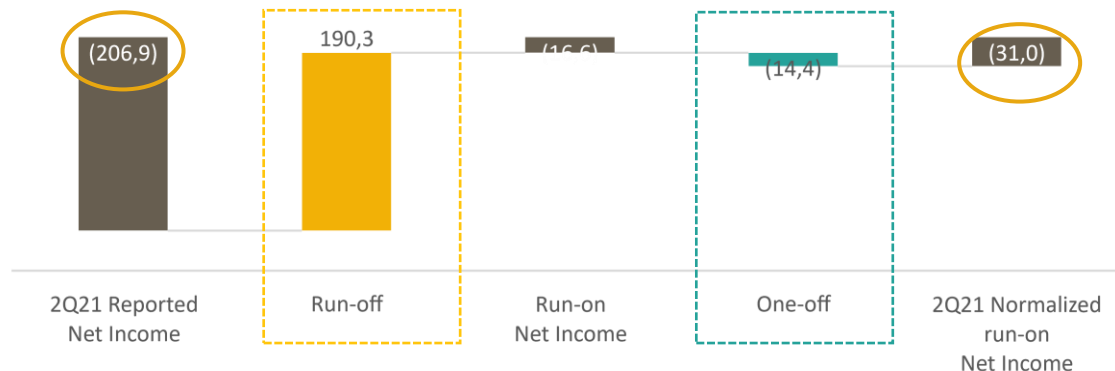 (206,9)
190,3
(16,6)
(14,4)
(31,0)
2Q21 Reported
Net Income
Run-off
Run-on
Net Income
One-off
2Q21 Normalized
run-on
Net Income